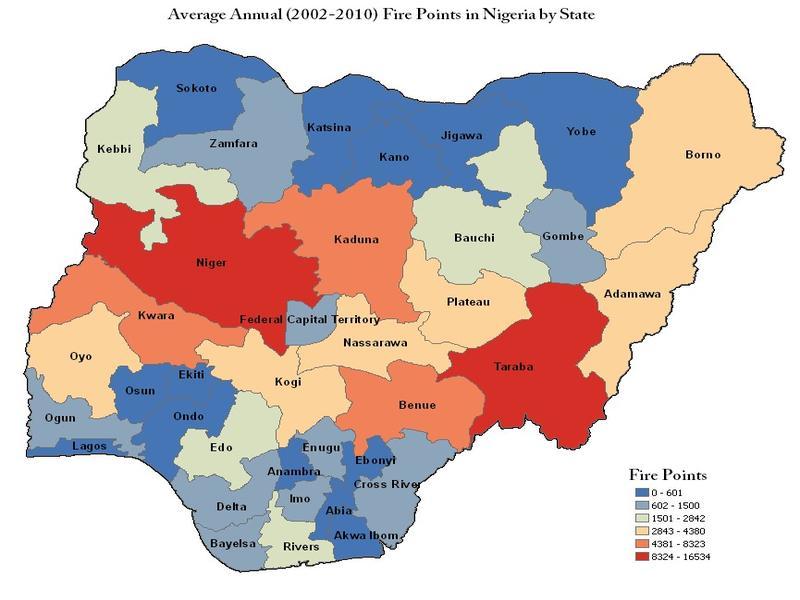 Average Annual (2002-2010) Fire Points in Nigeria by State
Sokoto
Katsina
Jigawa
Yobe
Kebbi
Zamfara
Kano
Borno
Kaduna
Bauchi
Gombe
Niger
Adamawa
Plateau
Kwara
Federal Capital Territory
Nassarawa
Oyo
Taraba
Ekiti
Osun
Kogi
Benue
Ogun
Ondo
Lagos
Edo
Enugu
Ebonyi
Anambra
Cross River
Imo
Delta
Abia
Akwa Ibom
Bayelsa
Rivers
Fire Points
0 - 601
602 - 1500
1501 - 2842
2843 - 4380
4381 - 8323
8324 - 16534